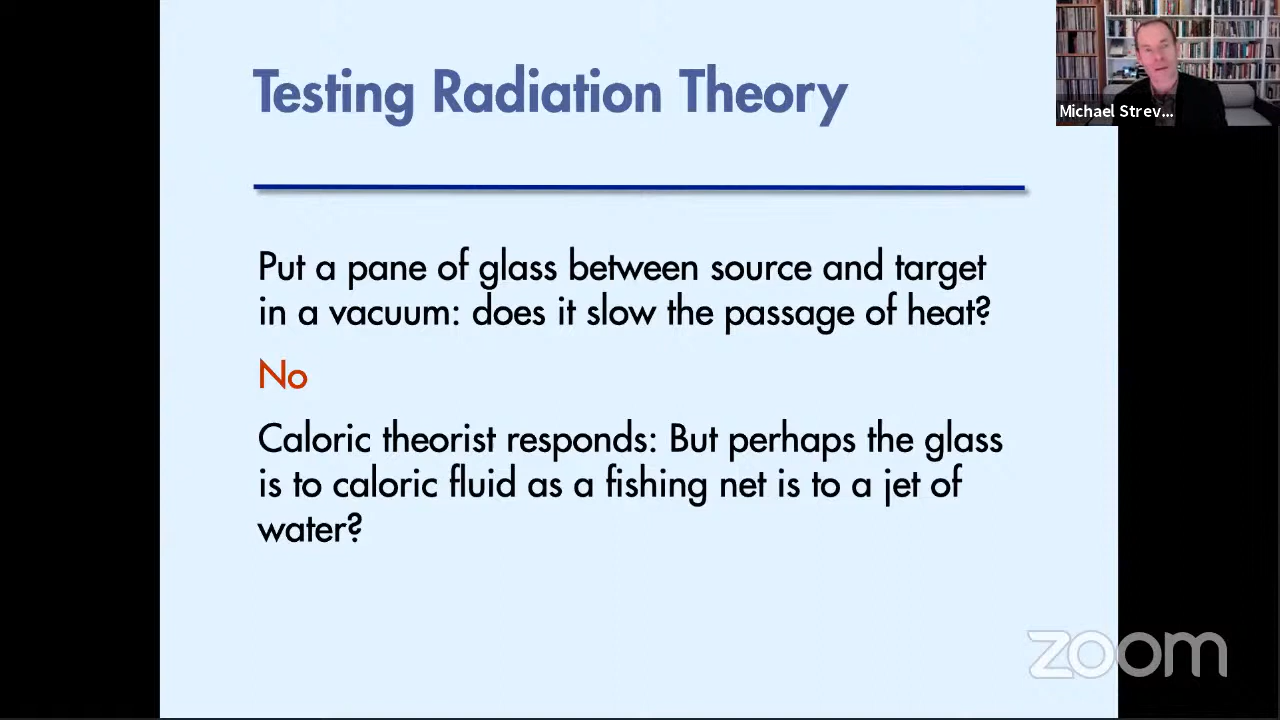 Testing Radiation Theory
Michael Strev...
Put a pane of glass between source and target
in a vacuum: does it slow the passage of heat?
No
Caloric theorist responds: But perhaps the glass
is to caloric fluid as a fishing net is to a jet of
water?
zoom